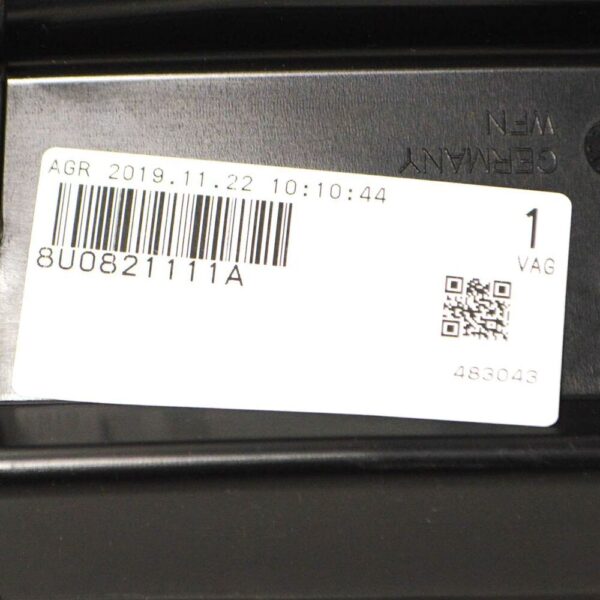 AGR 2019.11.22 10:10:44
8U0821111A
1
VAG
483043
GERMANY
WFN